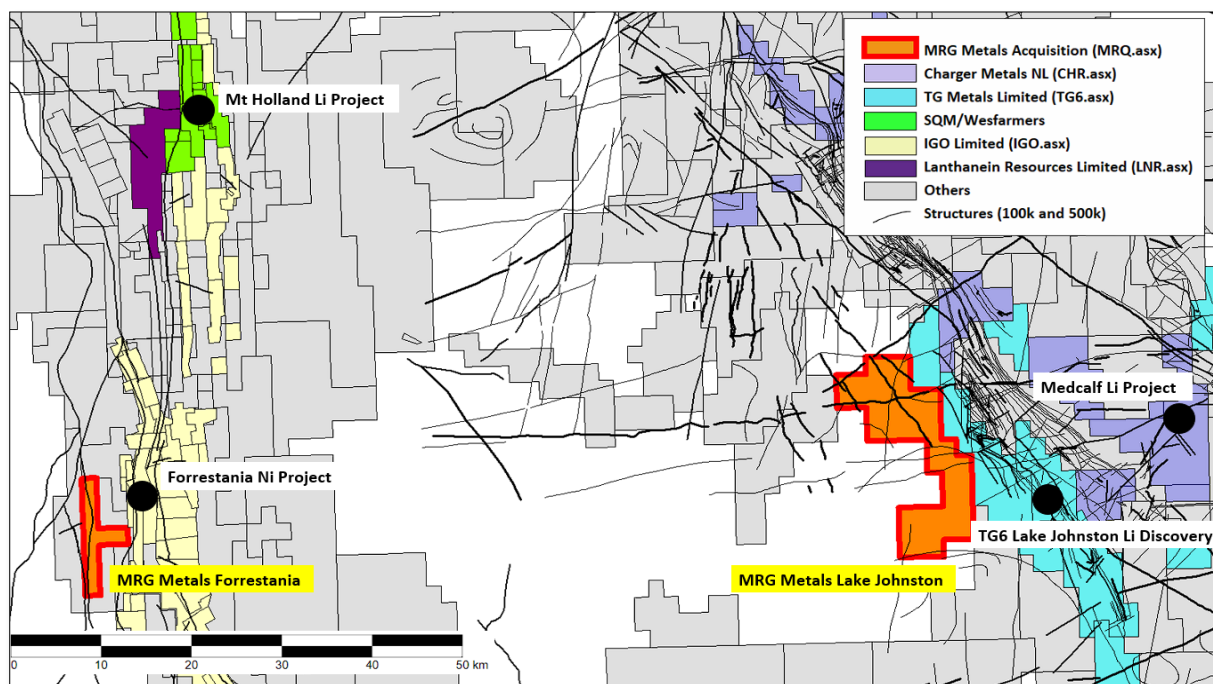 MRG Metals Acquisition (MRQ.asx)
Charger Metals NL (CHR.asx)
TG Metals Limited (TG6.asx)
SQM/Wesfarmers
IGO Limited (IGO.asx)
Lanthanein Resources Limited (LNR.asx)
Others
Structures (100k and 500k)
Mt Holland Li Project
Medcalf Li Project
Forrestania Ni Project
TG6 Lake Johnston Li Discovery
MRG Metals Forrestania
MRG Metals Lake Johnston
0 10 20 30 40 50 km